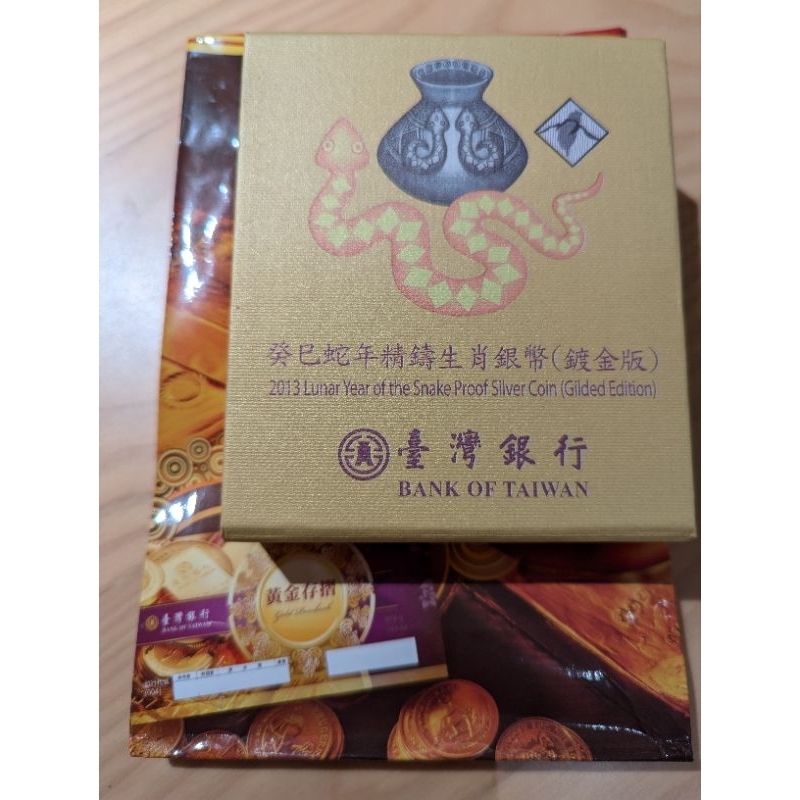 癸巳蛇年精鑄生肖銀幣(鍍金版)
2013 Lunar Year of the Snake Proof Silver Coin (Gilded Edition)
臺灣銀行
BANK OF TAIWAN
黃金存摺
Gold Passbook
臺灣銀行
BANK OF TAIWAN